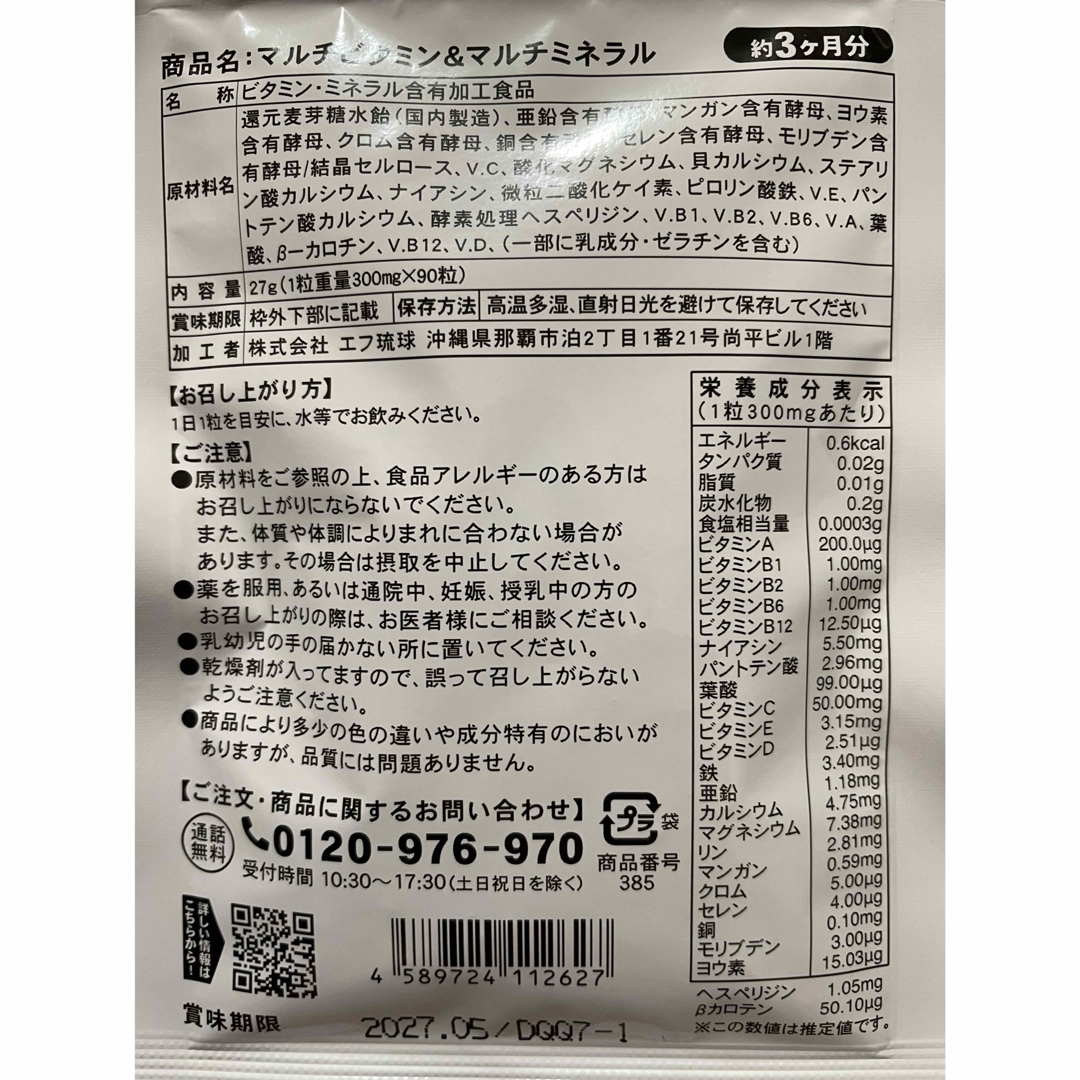 商品名:マルチビタミン&マルチミネラル
約3ヶ月分
名称 ビタミン・ミネラル含有加工食品
原材料名
還元麦芽糖水飴(国内製造)、亜鉛含有 マンガン含有酵母、ヨウ素
含有酵母、クロム含有酵母、銅含有 セレン含有酵母、モリブデン含
有酵母/結晶セルロース、V.C、酸化マグネシウム、貝カルシウム、ステアリ
ン酸カルシウム、ナイアシン、微粒二酸化ケイ素、ピロリン酸鉄、V.E、パン
トテン酸カルシウム、酵素処理ヘスペリジン、V.B1、V.B2、V.B6、V.A、葉
酸、β-カロチン、V.B12、V.D、(一部に乳成分・ゼラチンを含む)
内容量 27g(1粒重量300mg×90粒)
賞味期限 枠外下部に記載 保存方法 高温多湿、直射日光を避けて保存してください
加工者 株式会社 エフ琉球 沖縄県那覇市泊2丁目1番21号尚平ビル1階
【お召し上がり方】
1日1粒を目安に、水等でお飲みください。
【ご注意】
●原材料をご参照の上、食品アレルギーのある方は
お召し上がりにならないでください。
また、体質や体調によりまれに合わない場合が
あります。その場合は摂取を中止してください。
●薬を服用、あるいは通院中、妊娠、授乳中の方の
お召し上がりの際は、お医者様にご相談ください。
●乳幼児の手の届かない所に置いてください。
●乾燥剤が入ってますので、誤って召し上がらない
ようご注意ください。
●商品により多少の色の違いや成分特有のにおいが
ありますが、品質には問題ありません。
【ご注文・商品に関するお問い合わせ】
通話無料
0120-976-970
受付時間 10:30〜17:30(土日祝日を除く)
プラ 袋
商品番号
385
詳しい情報は
こちらから!
4 589724 112627
賞味期限 2027.05/DQQ7-1
栄養成分表示
(1粒300mgあたり)
エネルギー 0.6kcal
タンパク質 0.02g
脂質 0.01g
炭水化物 0.2g
食塩相当量 0.0003g
ビタミンA 200.0μg
ビタミンB1 1.00mg
ビタミンB2 1.00mg
ビタミンB6 1.00mg
ビタミンB12 12.50μg
ナイアシン 5.50mg
パントテン酸 2.96mg
葉酸 99.00μg
ビタミンC 50.00mg
ビタミンE 3.15mg
ビタミンD 2.51μg
鉄 3.40mg
亜鉛 1.18mg
カルシウム 4.75mg
マグネシウム 7.38mg
リン 2.81mg
マンガン 0.59mg
クロム 5.00μg
セレン 4.00μg
銅 0.10mg
モリブデン 3.00μg
ヨウ素 15.03μg
ヘスペリジン 1.05mg
βカロテン 50.10μg
※この数値は推定値です。